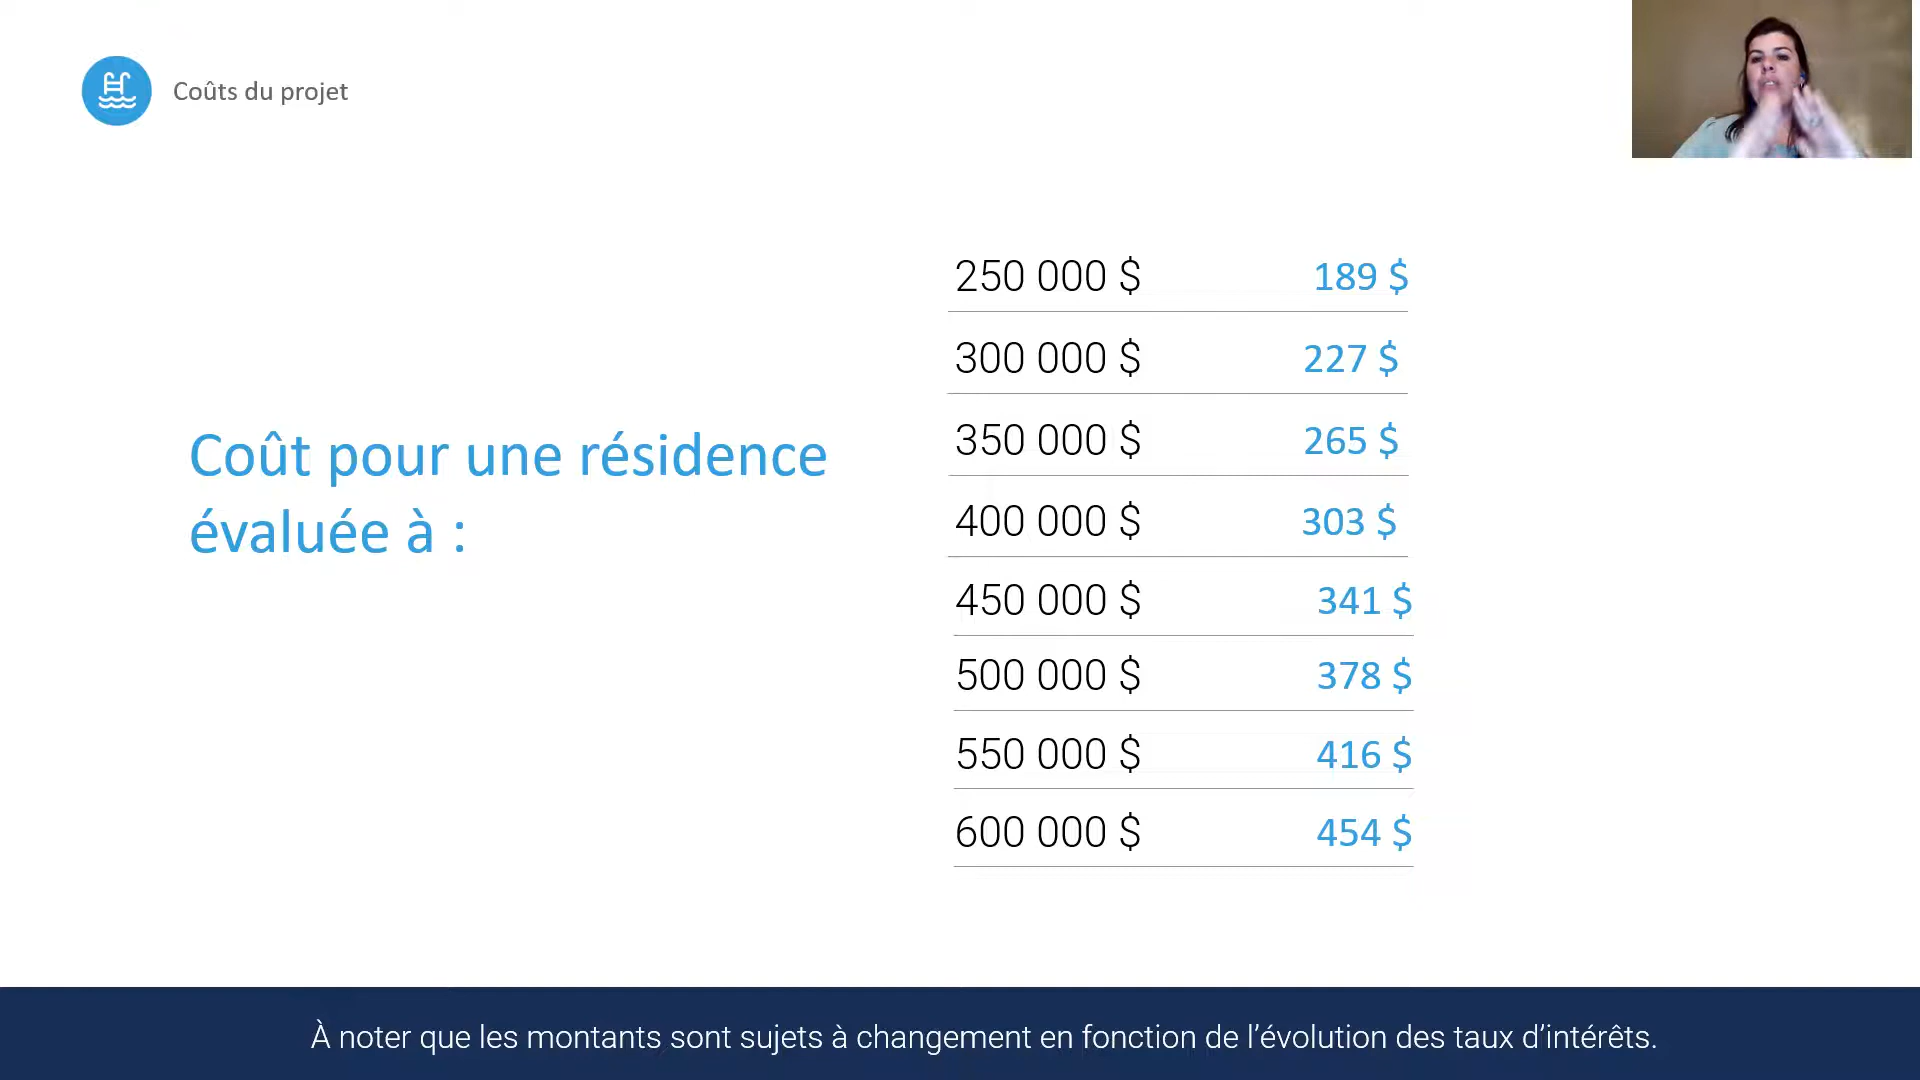 Coûts du projet
Coût pour une résidence
évaluée à :
250 000 $ 189 $
300 000 $ 227 $
350 000 $ 265 $
400 000 $ 303 $
450 000 $ 341 $
500 000 $ 378 $
550 000 $ 416 $
600 000 $ 454 $
À noter que les montants sont sujets à changement en fonction de l’évolution des taux d’intérêts.